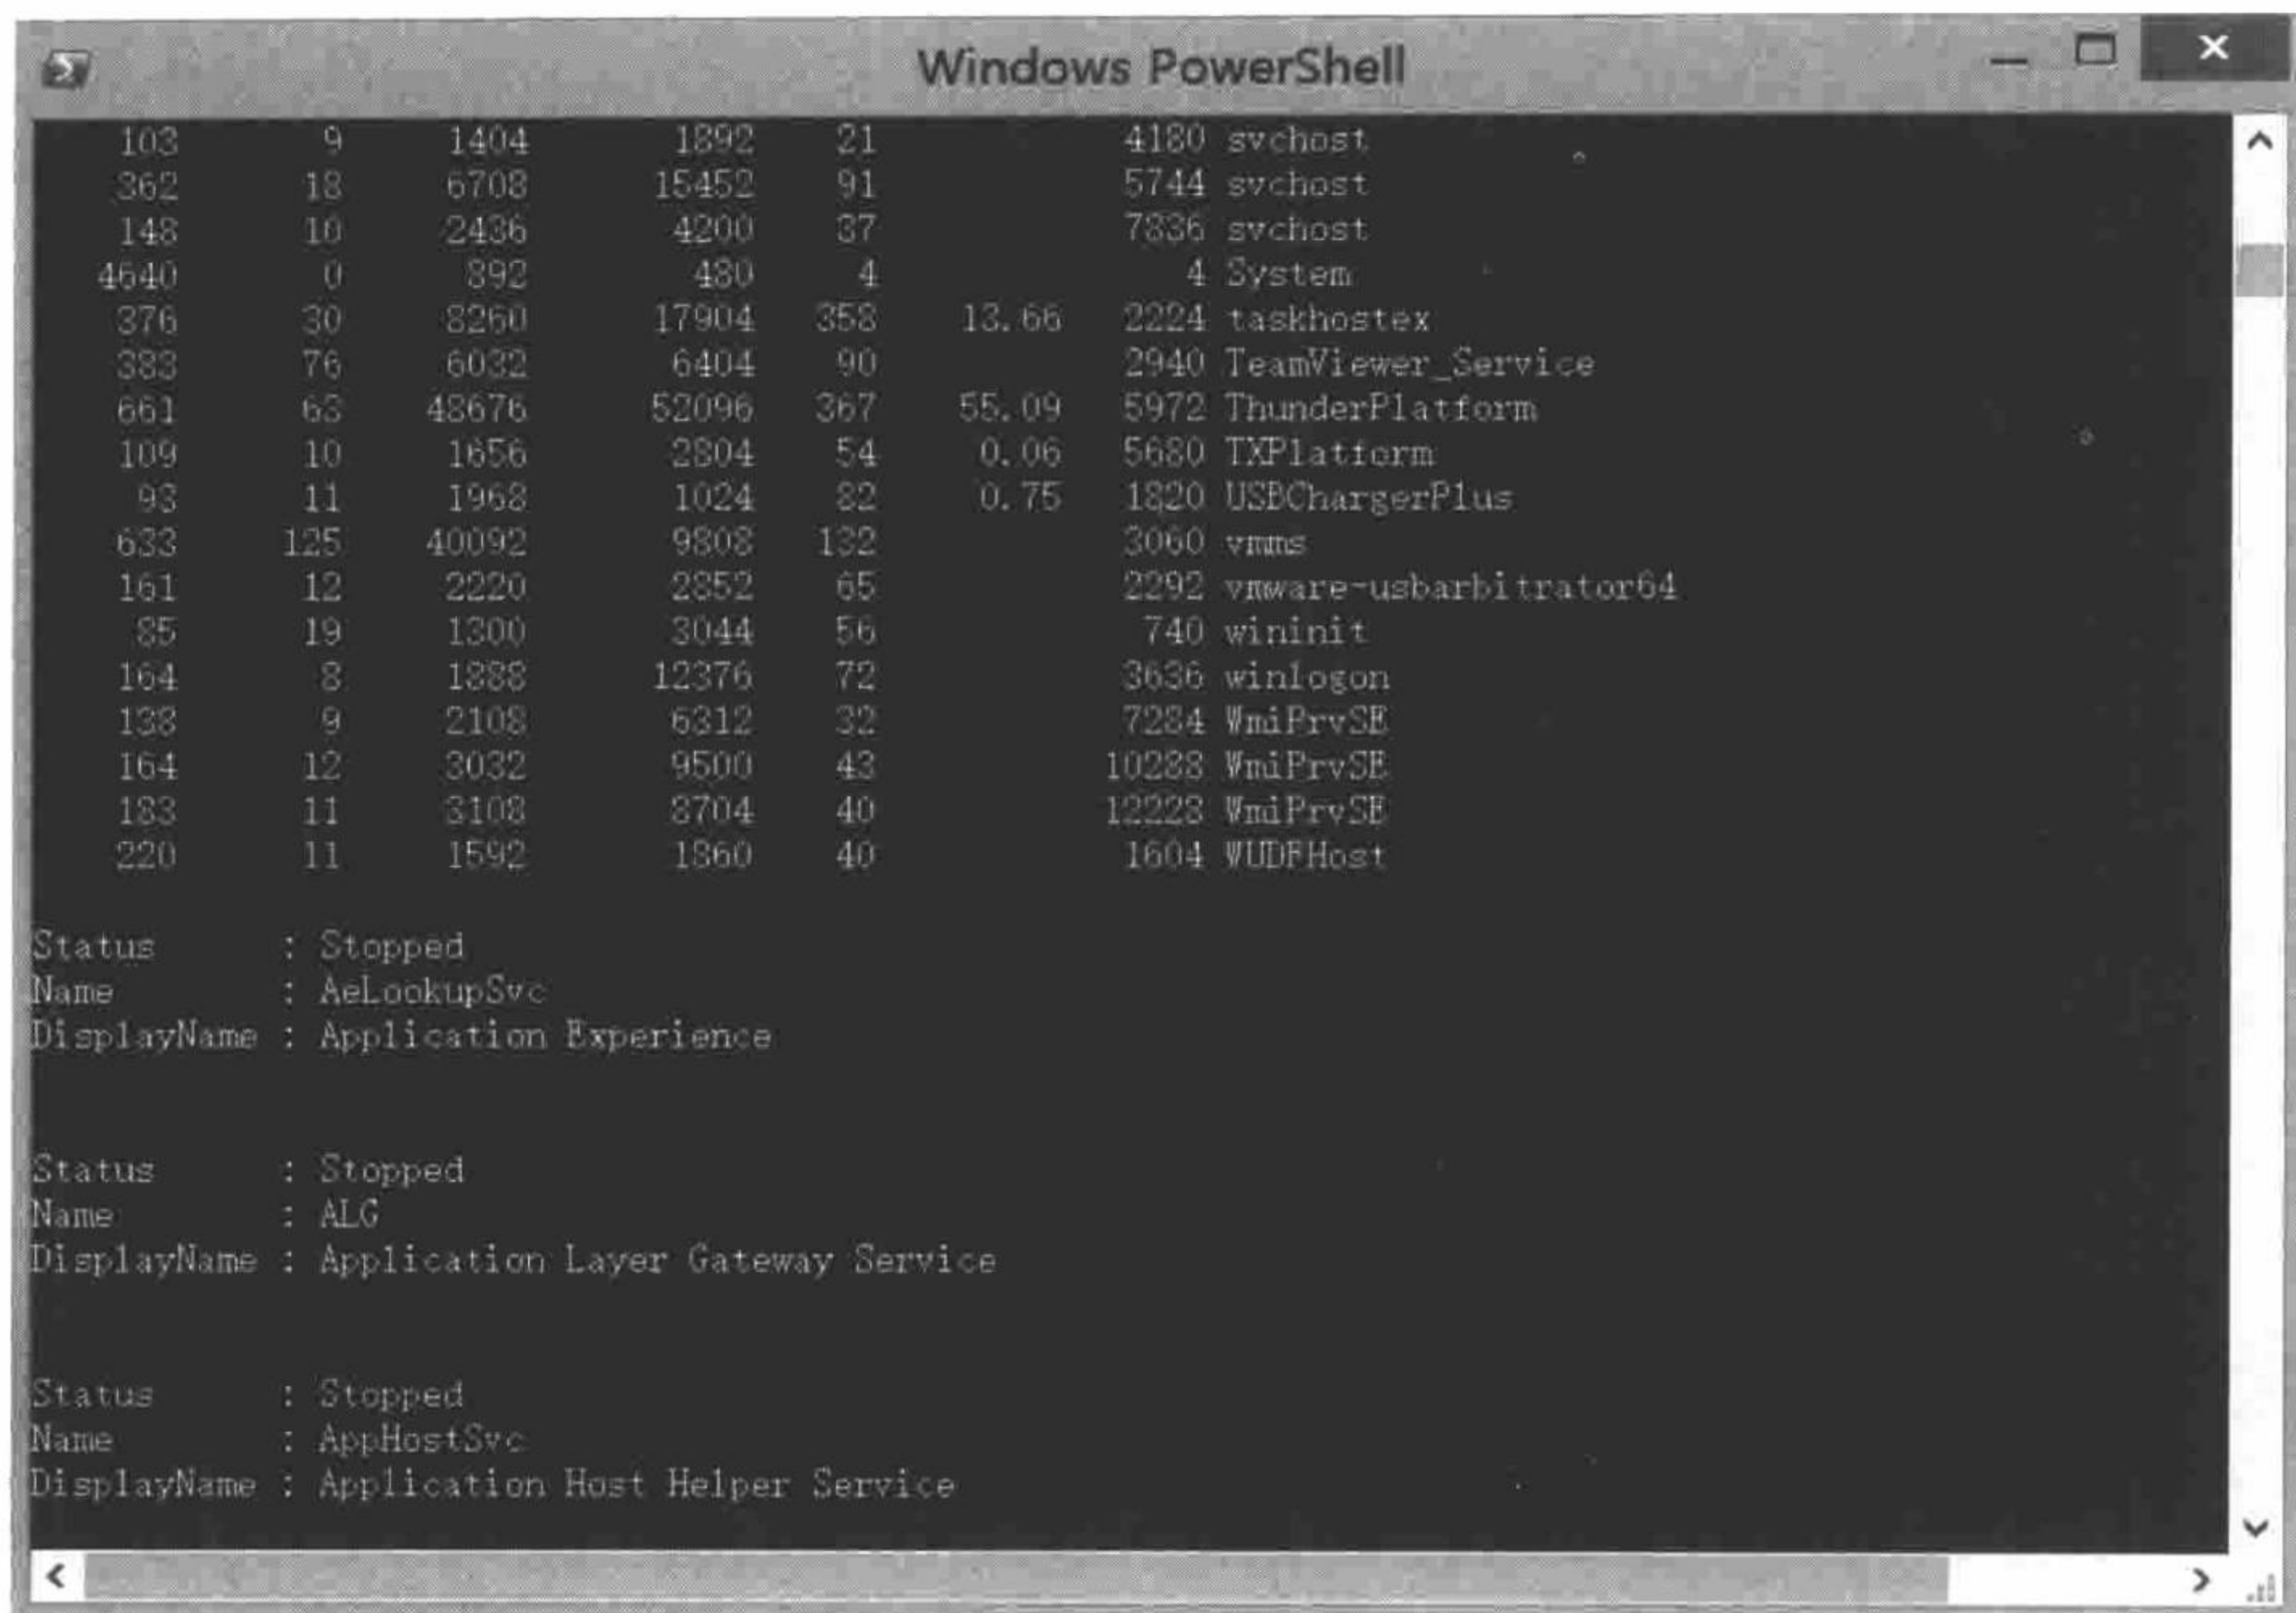 Windows PowerShell
103 9 1404 1892 21 4180 svchost
362 18 6708 15452 91 5744 svchost
148 10 2436 4200 37 7836 svchost
4640 0 892 480 4 4 System
376 30 8260 17904 358 13.66 2224 taskhostex
383 76 6032 6404 90 2940 TeamViewer_Service
661 63 48676 52096 367 55.09 5972 ThunderPlatform
109 10 1656 2804 54 0.06 5680 TXPlatform
93 11 1968 1024 82 0.75 1820 USBChargerPlus
633 125 40092 9808 132 3060 vmms
161 12 2220 2852 65 2292 vmware-usbarbitrator64
85 19 1300 3044 56 740 wininit
164 8 1888 12376 72 3636 winlogon
138 9 2108 6312 32 7284 WmiPrvSE
164 12 3032 9500 43 10288 WmiPrvSE
183 11 3108 8704 40 12228 WmiPrvSE
220 11 1592 1860 40 1604 WUDFHost
Status : Stopped
Name : AeLookupSvc
DisplayName : Application Experience
Status : Stopped
Name : ALG
DisplayName : Application Layer Gateway Service
Status : Stopped
Name : AppHostSvc
DisplayName : Application Host Helper Service